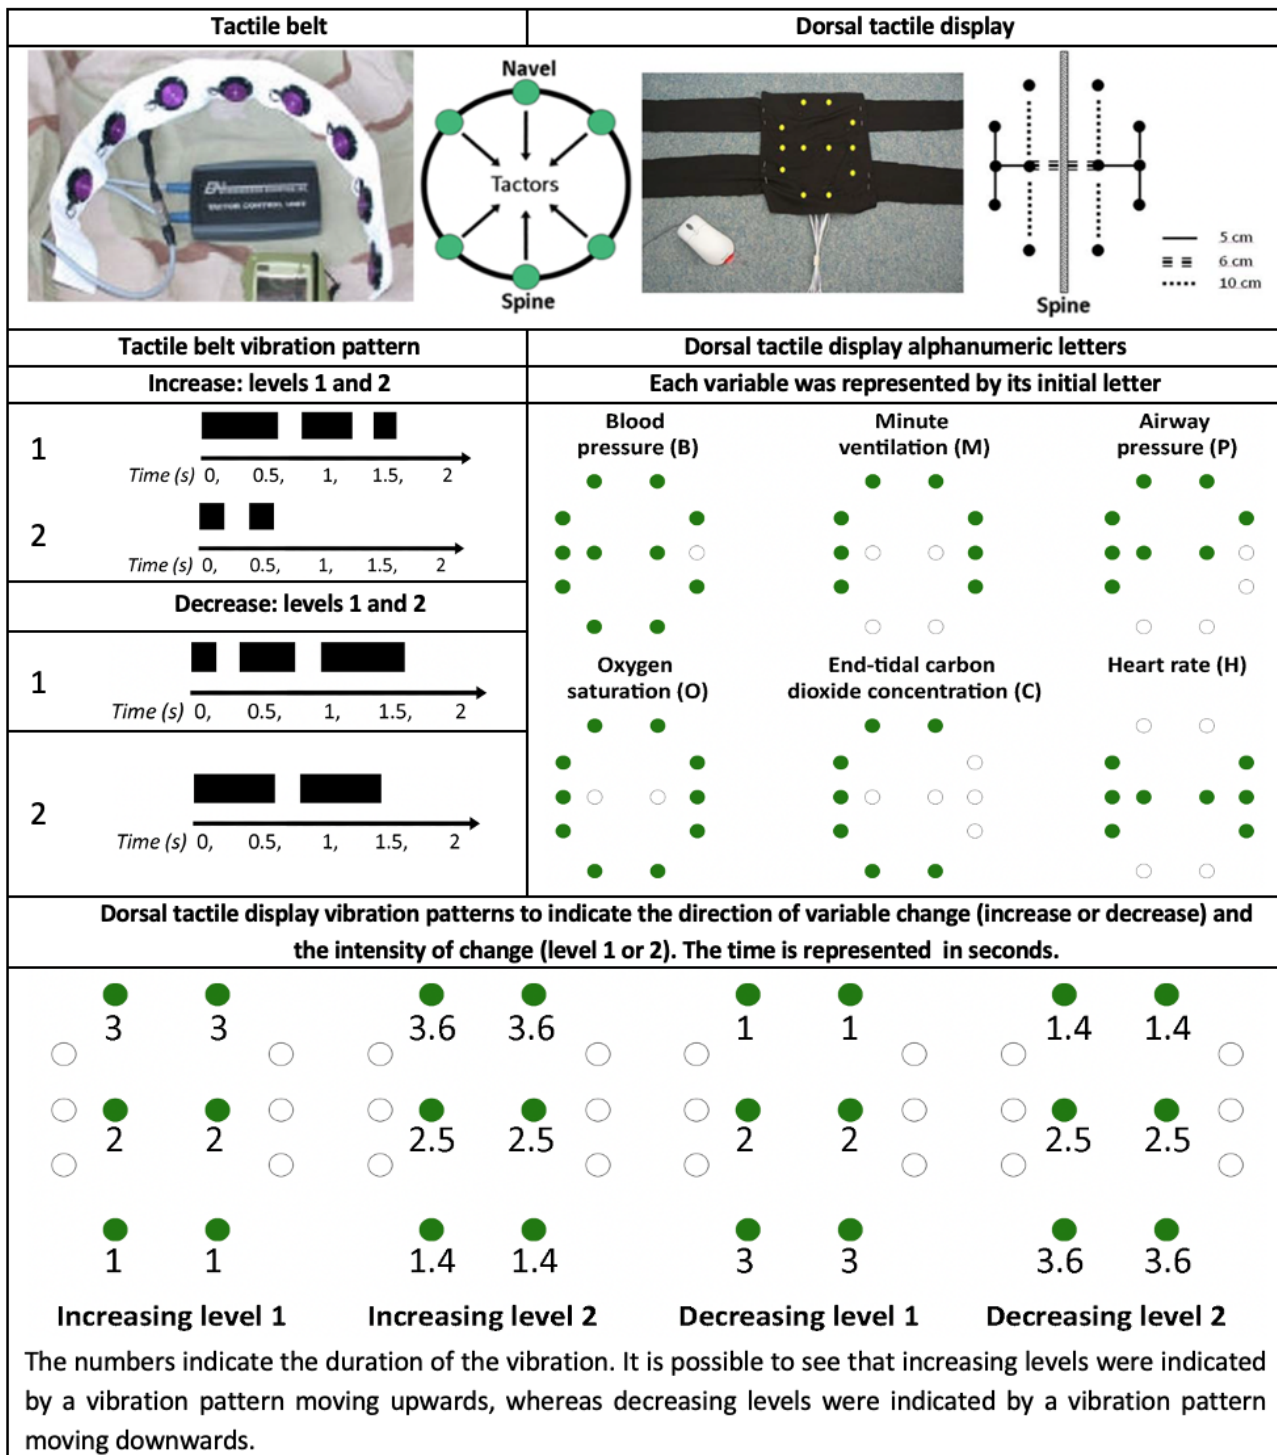 Tactile belt
Dorsal tactile display
Navel
Tactors
Spine
TACTOR CONTROL UNIT
5 cm
6 cm
10 cm
Spine
Tactile belt vibration pattern
Increase: levels 1 and 2
1
Time (s) 0, 0.5, 1, 1.5, 2
2
Time (s) 0, 0.5, 1, 1.5, 2
Decrease: levels 1 and 2
1
Time (s) 0, 0.5, 1, 1.5, 2
2
Time (s) 0, 0.5, 1, 1.5, 2
Dorsal tactile display alphanumeric letters
Each variable was represented by its initial letter
Blood
pressure (B)
Minute
ventilation (M)
Airway
pressure (P)
Oxygen
saturation (O)
End-tidal carbon
dioxide concentration (C)
Heart rate (H)
Dorsal tactile display vibration patterns to indicate the direction of variable change (increase or decrease) and
the intensity of change (level 1 or 2). The time is represented in seconds.
3 3 3.6 3.6 1 1 1.4 1.4
2 2 2.5 2.5 2 2 2.5 2.5
1 1 1.4 1.4 3 3 3.6 3.6
Increasing level 1 Increasing level 2 Decreasing level 1 Decreasing level 2
The numbers indicate the duration of the vibration. It is possible to see that increasing levels were indicated
by a vibration pattern moving upwards, whereas decreasing levels were indicated by a vibration pattern
moving downwards.